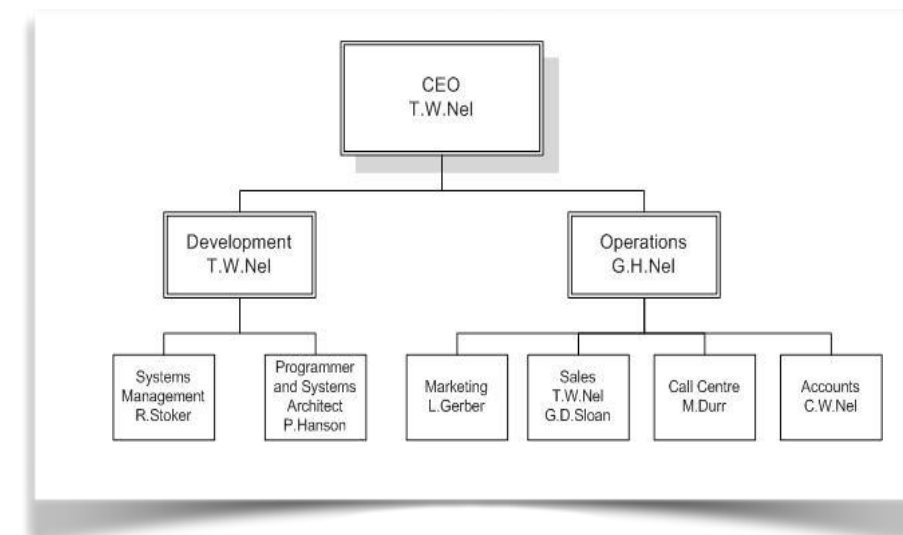 CEO
T.W.Nel
Development
T.W.Nel
Operations
G.H.Nel
Systems
Management
R.Stoker
Programmer
and Systems
Architect
P.Hanson
Marketing
L.Gerber
Sales
T.W.Nel
G.D.Sloan
Call Centre
M.Durr
Accounts
C.W.Nel